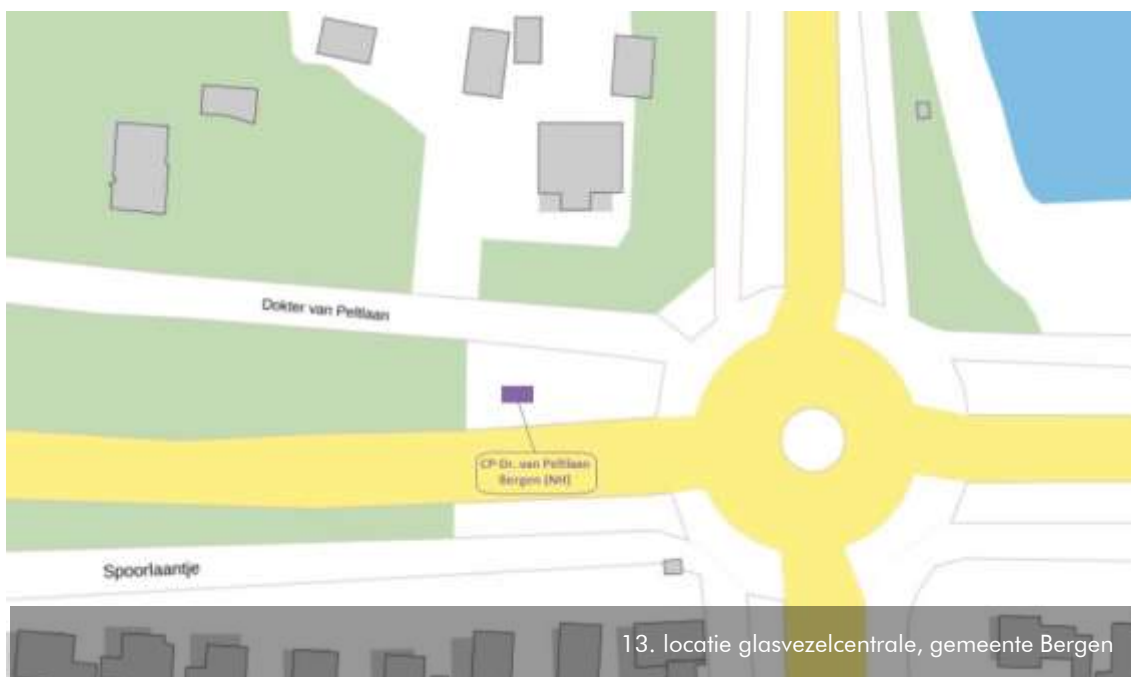 Dokter van Peltlaan
CP Dr. van Peltlaan
Bergen (NH)
Spoorlaantje
13. locatie glasvezelcentrale, gemeente Bergen